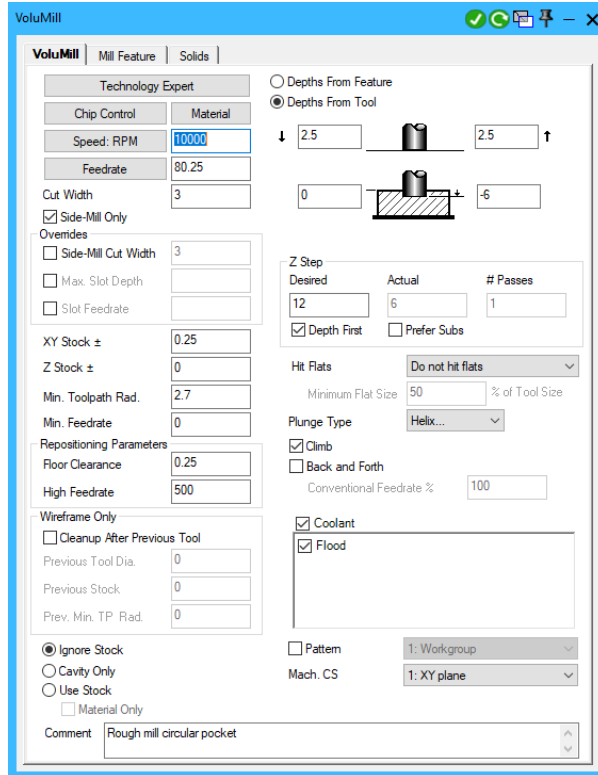 VoluMill
VoluMill Mill Feature Solids
Technology Expert
Chip Control Material
Speed: RPM 10000
Feedrate 80.25
Cut Width 3
Side-Mill Only
Overrides
Side-Mill Cut Width 3
Max. Slot Depth
Slot Feedrate
XY Stock ± 0.25
Z Stock ± 0
Min. Toolpath Rad. 2.7
Min. Feedrate 0
Repositioning Parameters
Floor Clearance 0.25
High Feedrate 500
Wireframe Only
Cleanup After Previous Tool
Previous Tool Dia. 0
Previous Stock 0
Prev. Min. TP Rad. 0
Ignore Stock
Cavity Only
Use Stock
Material Only
Depths From Feature
Depths From Tool
2.5 2.5
0 -6
Z Step
Desired Actual # Passes
12 6 1
Depth First Prefer Subs
Hit Flats Do not hit flats
Minimum Flat Size 50 % of Tool Size
Plunge Type Helix...
Climb
Back and Forth
Conventional Feedrate % 100
Coolant
Flood
Pattern 1: Workgroup
Mach. CS 1: XY plane
Comment Rough mill circular pocket